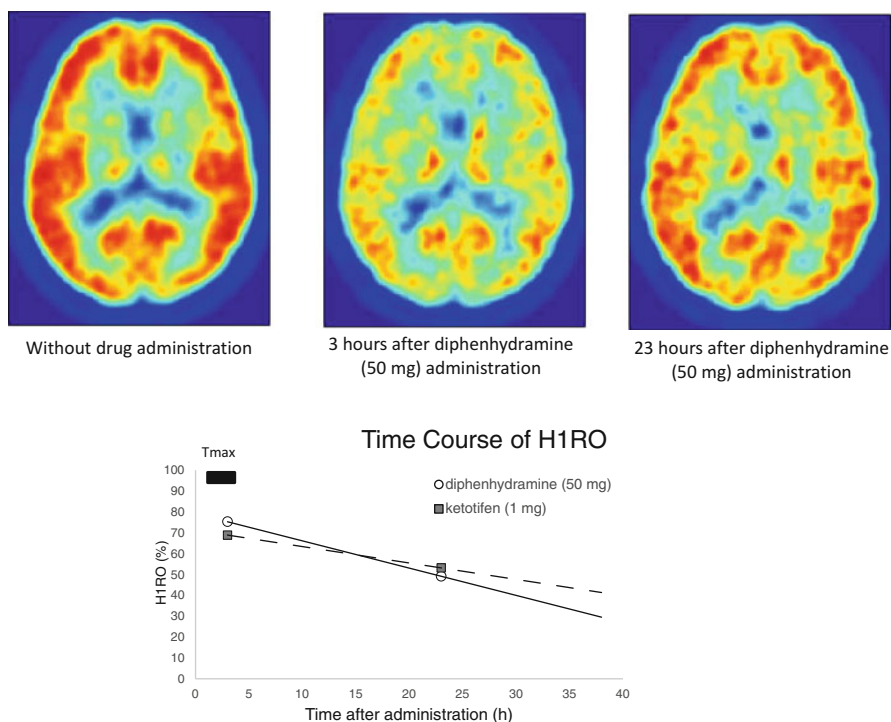 Without drug administration
3 hours after diphenhydramine
(50 mg) administration
23 hours after diphenhydramine
(50 mg) administration
Time Course of H1RO
Tmax
100
90
80
70
60
50
40
30
20
10
0
H1RO (%)
diphenhydramine (50 mg)
ketotifen (1 mg)
0 5 10 15 20 25 30 35 40
Time after administration (h)